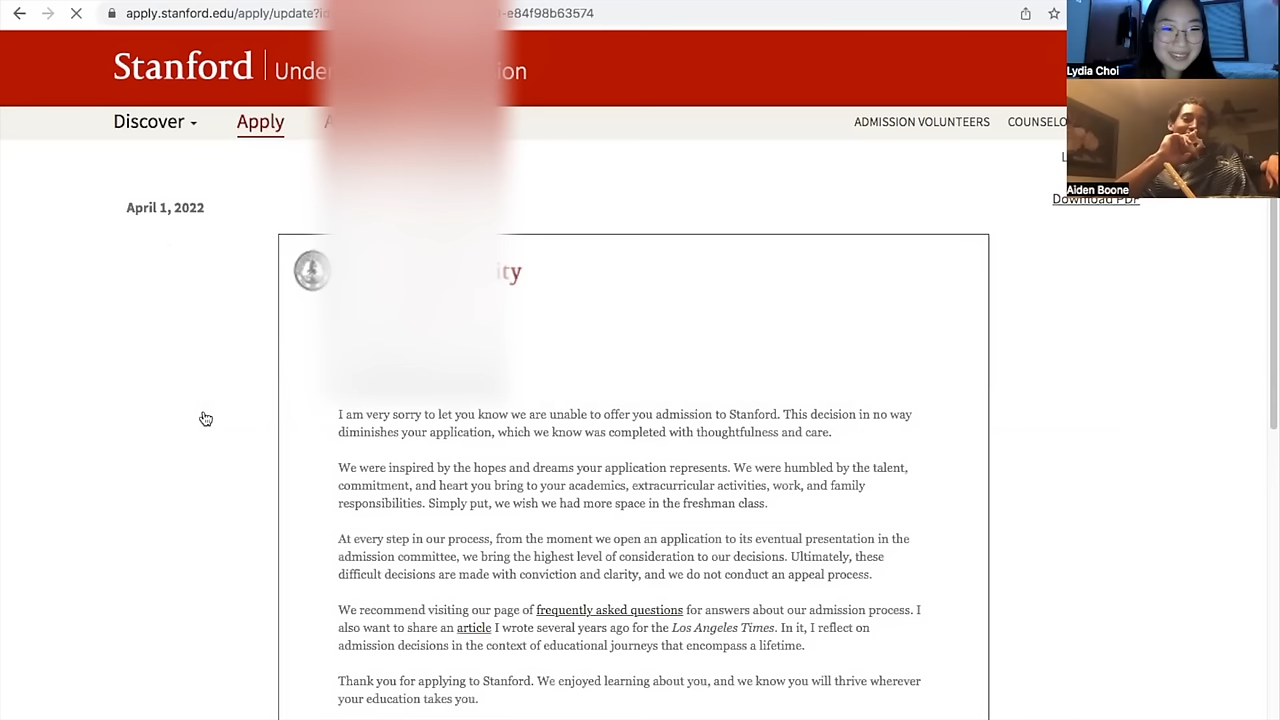 apply.stanford.edu/apply/update?i -e84f98b63574
Stanford | Unde ion
Discover Apply A ADMISSION VOLUNTEERS COUNSELO
Lydia Choi
Aiden Boone
April 1, 2022
Download PDF
ity
I am very sorry to let you know we are unable to offer you admission to Stanford. This decision in no way
diminishes your application, which we know was completed with thoughtfulness and care.
We were inspired by the hopes and dreams your application represents. We were humbled by the talent,
commitment, and heart you bring to your academics, extracurricular activities, work, and family
responsibilities. Simply put, we wish we had more space in the freshman class.
At every step in our process, from the moment we open an application to its eventual presentation in the
admission committee, we bring the highest level of consideration to our decisions. Ultimately, these
difficult decisions are made with conviction and clarity, and we do not conduct an appeal process.
We recommend visiting our page of frequently asked questions for answers about our admission process. I
also want to share an article I wrote several years ago for the Los Angeles Times. In it, I reflect on
admission decisions in the context of educational journeys that encompass a lifetime.
Thank you for applying to Stanford. We enjoyed learning about you, and we know you will thrive wherever
your education takes you.